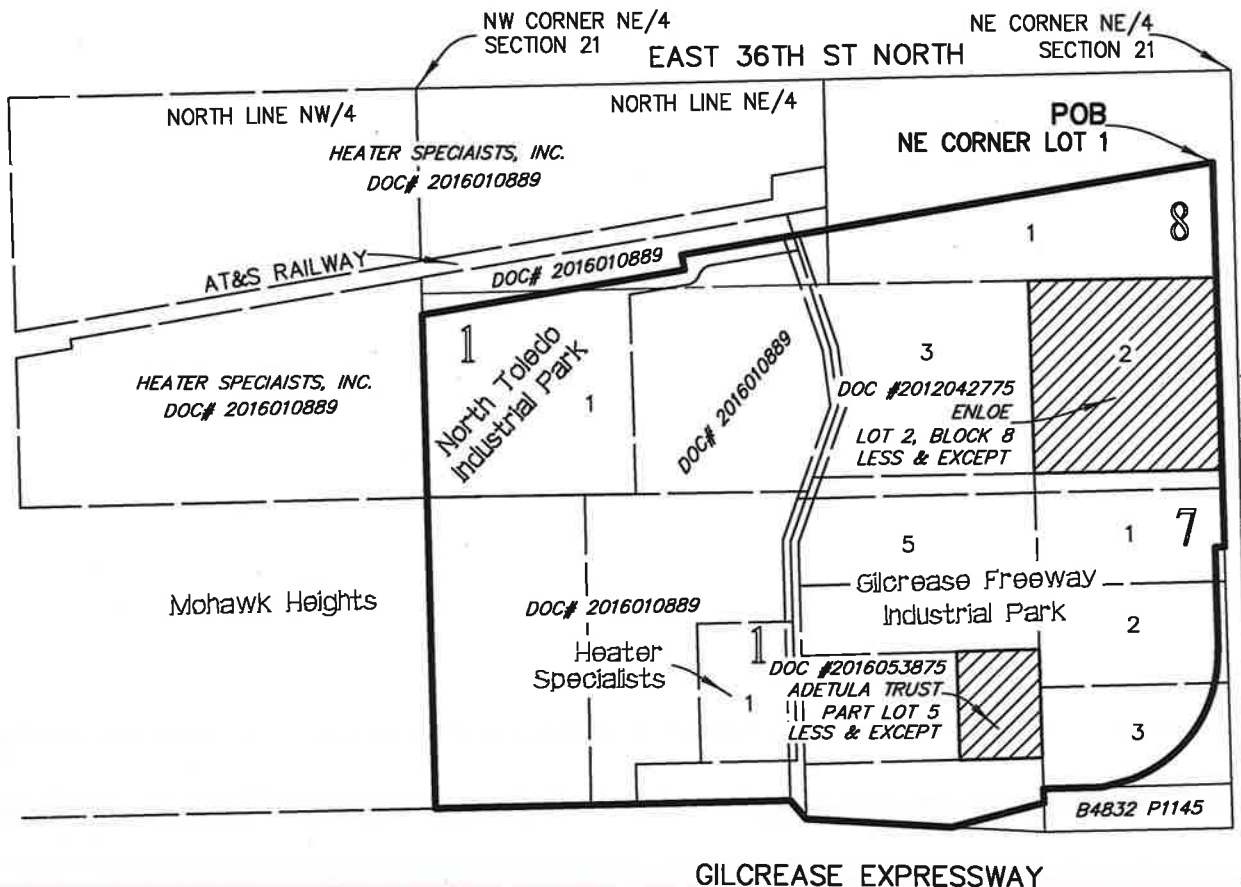 NW CORNER NE/4
SECTION 21
NE CORNER NE/4
SECTION 21
EAST 36TH ST NORTH
NORTH LINE NW/4
NORTH LINE NE/4
POB
NE CORNER LOT 1
HEATER SPECIAISTS, INC.
DOC# 2016010889
1
8
AT&S RAILWAY
DOC# 2016010889
1
North Toledo
Industrial Park
1
DOC# 2016010889
3
2
HEATER SPECIAISTS, INC.
DOC# 2016010889
DOC #2012042775
ENLOE
LOT 2, BLOCK 8
LESS & EXCEPT
5
1
7
Mohawk Heights
DOC# 2016010889
Gilcrease Freeway
Industrial Park
2
Heater
Specialists
1
1
DOC #2016053875
ADETULA TRUST
PART LOT 5
LESS & EXCEPT
3
B4832 P1145
GILCREASE EXPRESSWAY